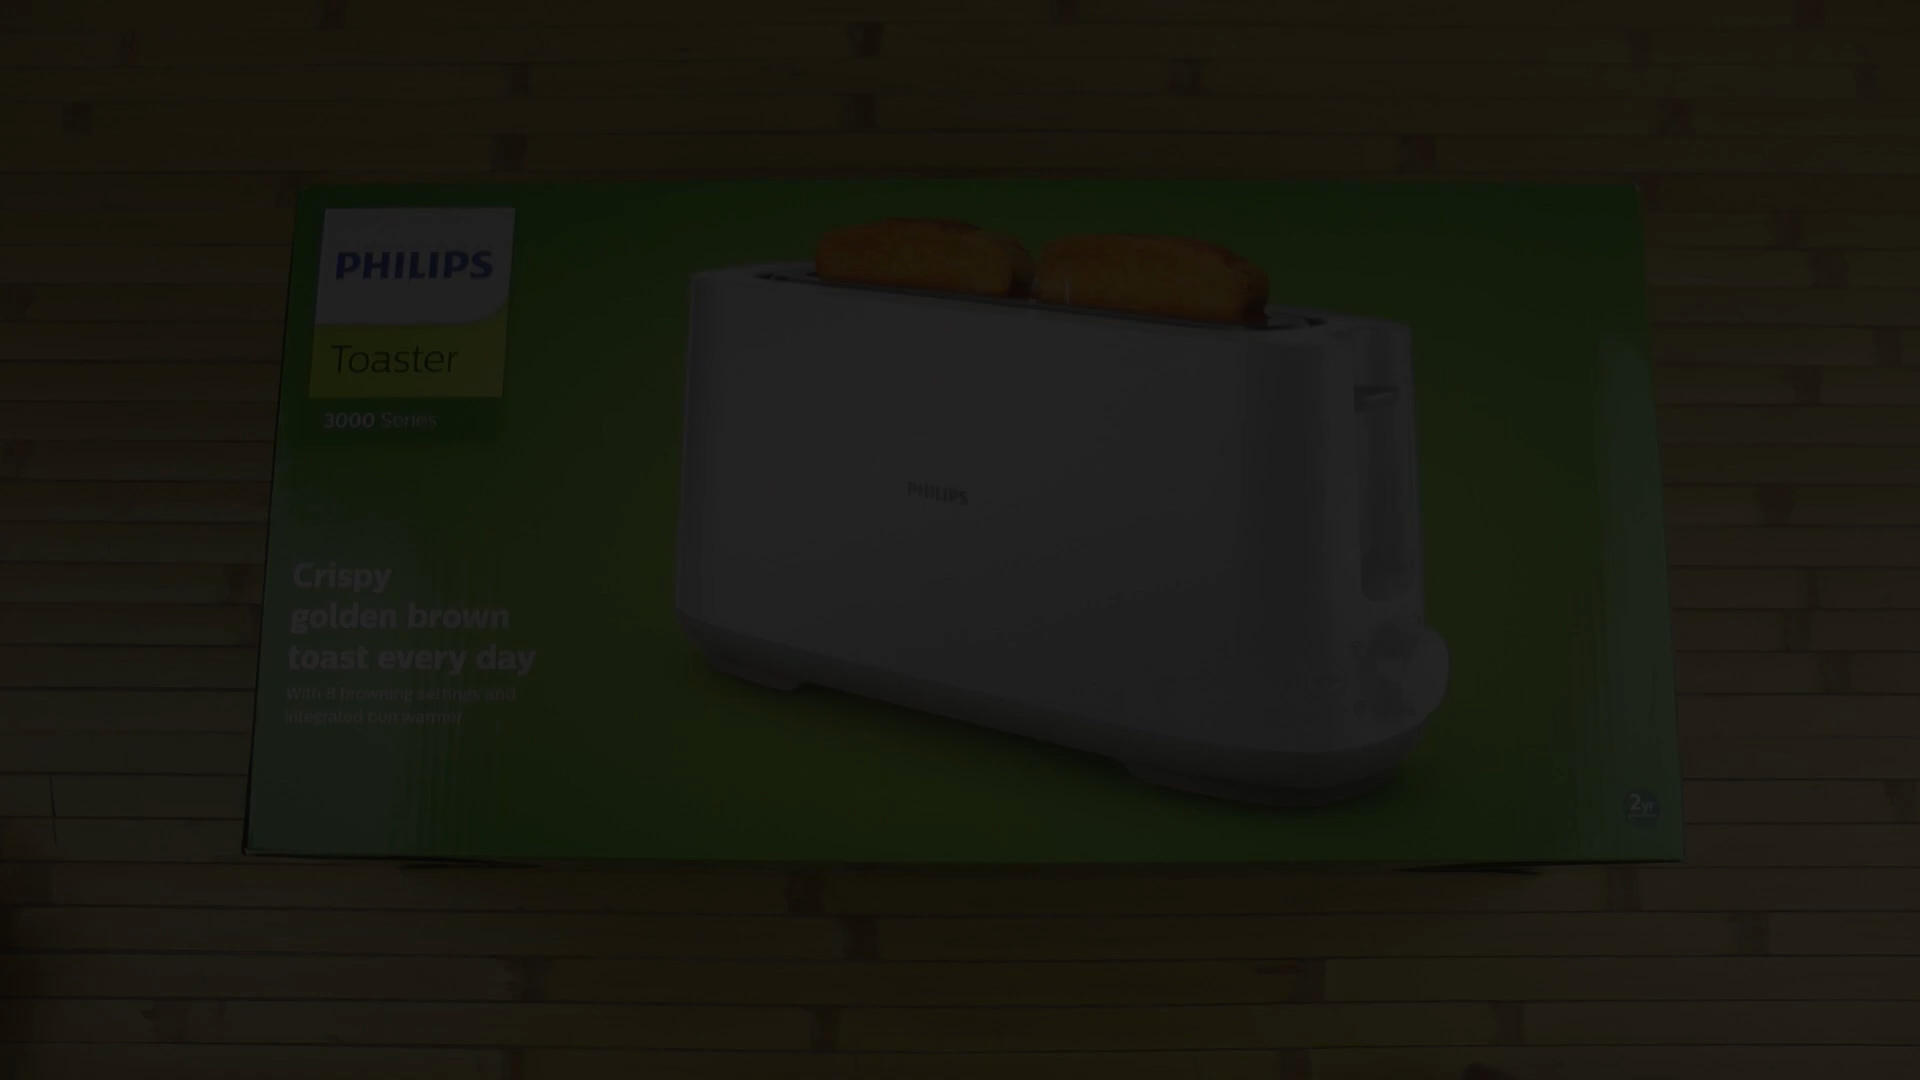 PHILIPS
Toaster
3000 Series
PHILIPS
Crispy
golden brown
toast every day
With 8 browning settings and
integrated bun warmer
2yr